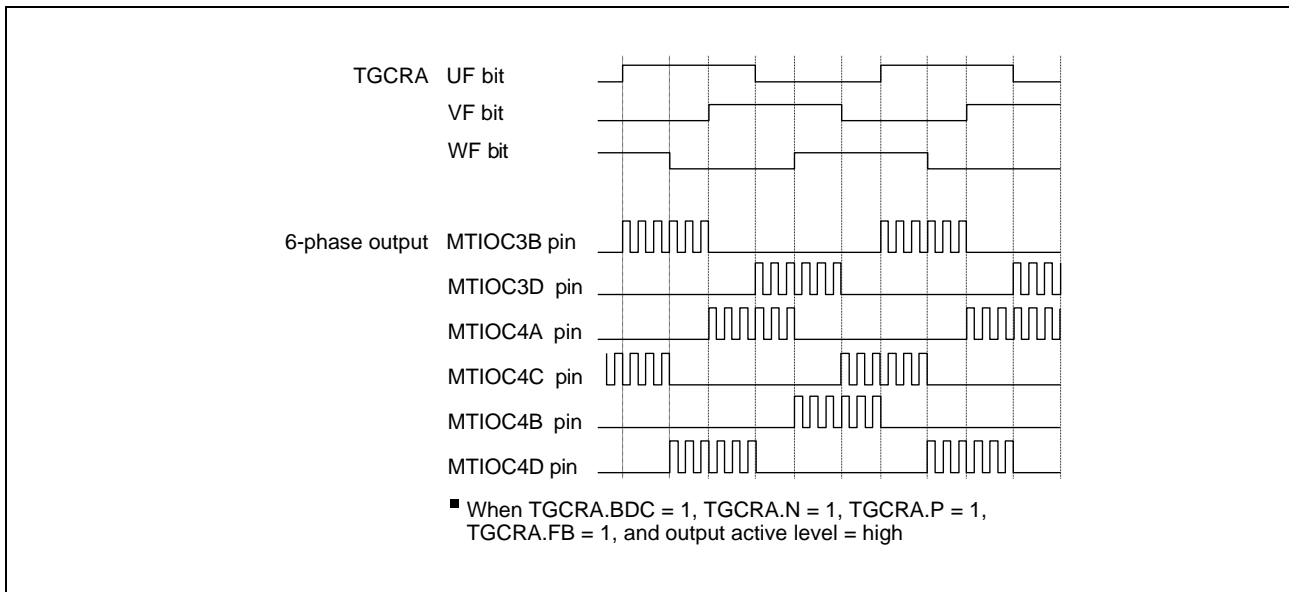 TGCRA UF bit
VF bit
WF bit
6-phase output MTIOC3B pin
MTIOC3D pin
MTIOC4A pin
MTIOC4C pin
MTIOC4B pin
MTIOC4D pin
■ When TGCRA.BDC = 1, TGCRA.N = 1, TGCRA.P = 1,
TGCRA.FB = 1, and output active level = high